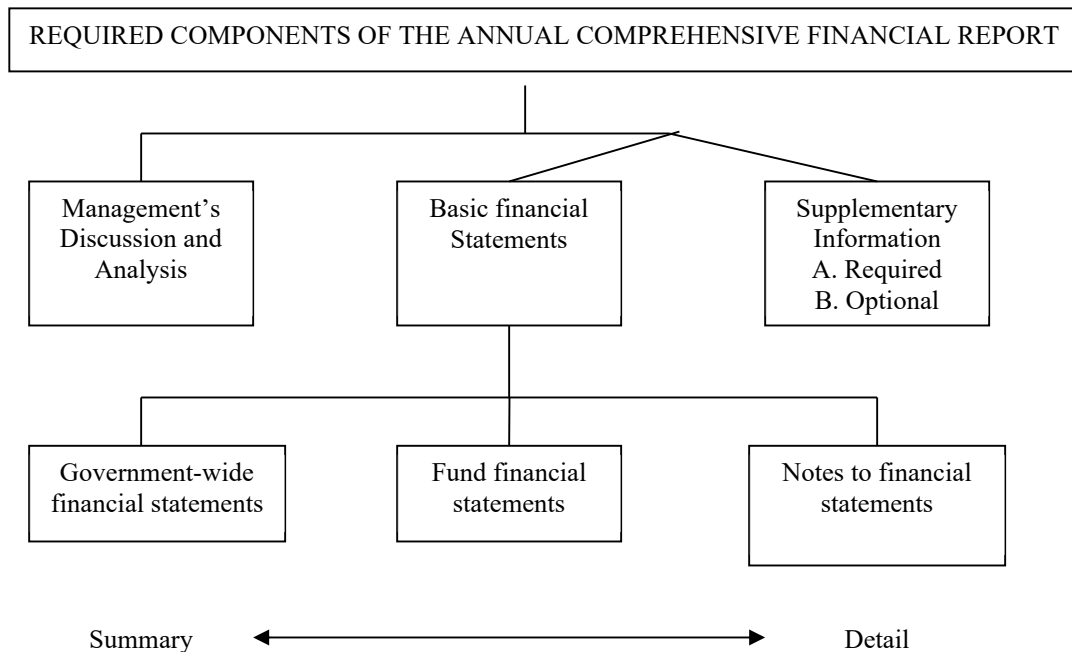 REQUIRED COMPONENTS OF THE ANNUAL COMPREHENSIVE FINANCIAL REPORT
Management’s
Discussion and
Analysis
Basic financial
Statements
Supplementary
Information
A. Required
B. Optional
Government-wide
financial statements
Fund financial
statements
Notes to financial
statements
Summary
Detail